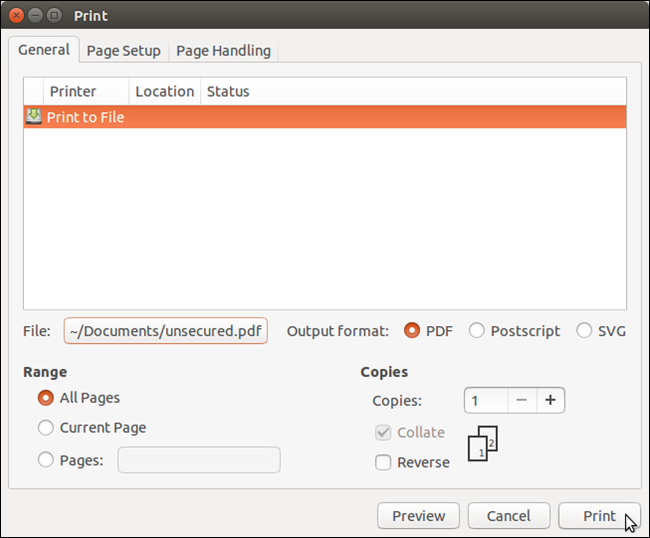 Print
General Page Setup Page Handling
Printer Location Status
Print to File
File: ~/Documents/unsecured.pdf Output format: PDF Postscript SVG
Range Copies
All Pages Copies: 1 − +
Current Page Collate 1 2
Pages: Reverse
Preview Cancel Print